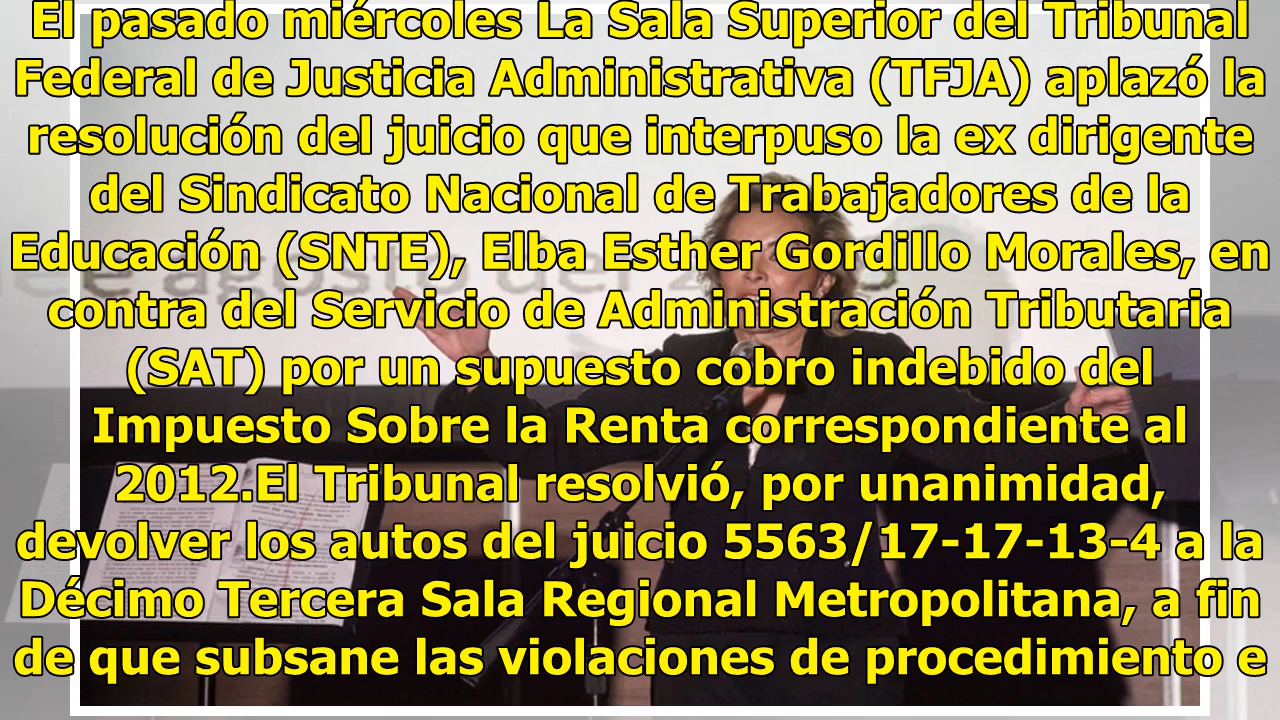 El pasado miércoles La Sala Superior del Tribunal
Federal de Justicia Administrativa (TFJA) aplazó la
resolución del juicio que interpuso la ex dirigente
del Sindicato Nacional de Trabajadores de la
Educación (SNTE), Elba Esther Gordillo Morales, en
contra del Servicio de Administración Tributaria
(SAT) por un supuesto cobro indebido del
Impuesto Sobre la Renta correspondiente al
2012.El Tribunal resolvió, por unanimidad,
devolver los autos del juicio 5563/17-17-13-4 a la
Décimo Tercera Sala Regional Metropolitana, a fin
de que subsane las violaciones de procedimiento e